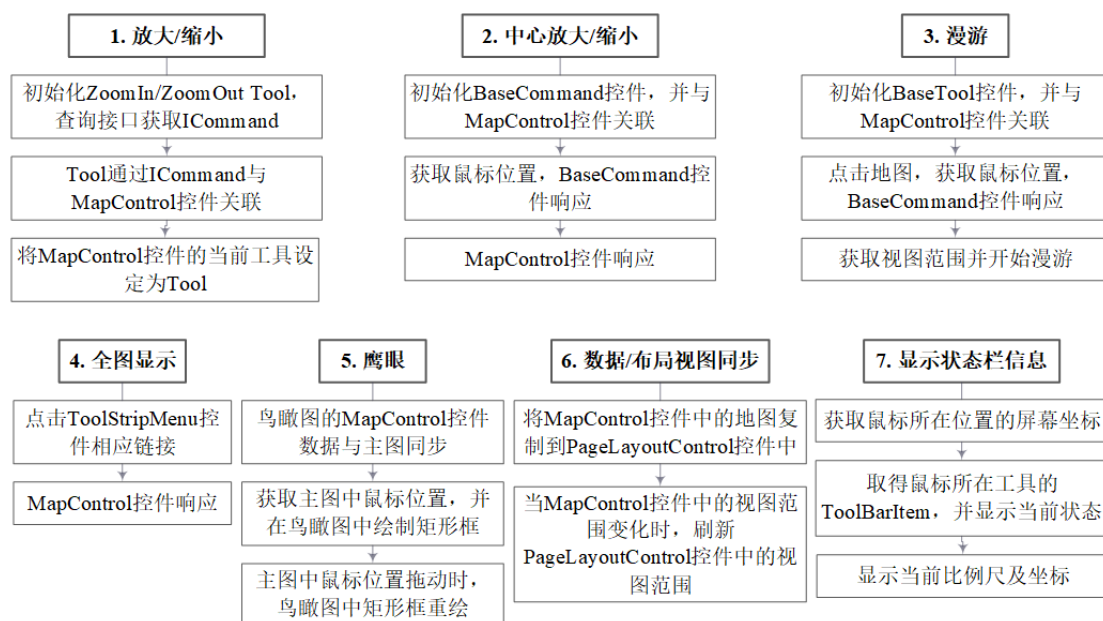 1. 放大/缩小
初始化ZoomIn/ZoomOut Tool，
查询接口获取ICommand
Tool通过ICommand与
MapControl控件关联
将MapControl控件的当前工具设
定为Tool
2. 中心放大/缩小
初始化BaseCommand控件，并与
MapControl控件关联
获取鼠标位置，BaseCommand控
件响应
MapControl控件响应
3. 漫游
初始化BaseTool控件，并与
MapControl控件关联
点击地图，获取鼠标位置，
BaseCommand控件响应
获取视图范围并开始漫游
4. 全图显示
点击ToolStripMenu控
件相应链接
MapControl控件响应
5. 鹰眼
鸟瞰图的MapControl控件
数据与主图同步
获取主图中鼠标位置，并
在鸟瞰图中绘制矩形框
主图中鼠标位置拖动时，
鸟瞰图中矩形框重绘
6. 数据/布局视图同步
将MapControl控件中的地图复
制到PageLayoutControl控件中
当MapControl控件中的视图范
围变化时，刷新
PageLayoutControl控件中的视
图范围
7. 显示状态栏信息
获取鼠标所在位置的屏幕坐标
取得鼠标所在工具的
ToolBarItem，并显示当前状态
显示当前比例尺及坐标